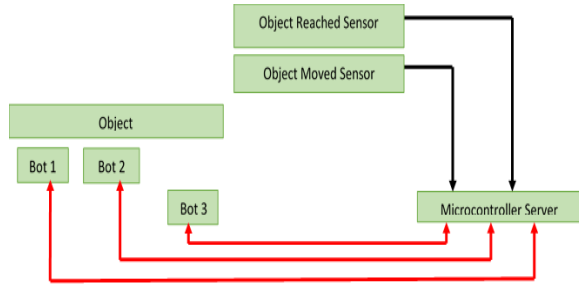 Object Reached Sensor
Object Moved Sensor
Object
Bot 1
Bot 2
Bot 3
Microcontroller Server